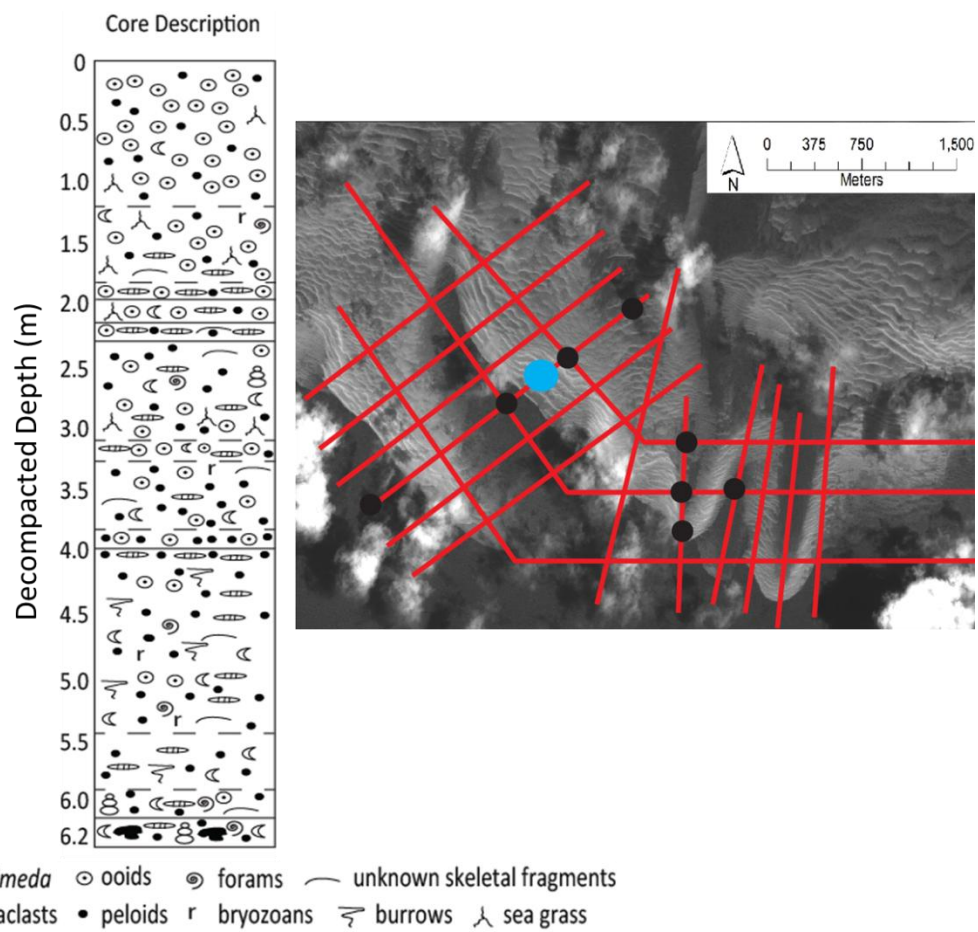 Core Description
0
0.5
1.0
1.5
2.0
2.5
3.0
3.5
4.0
4.5
5.0
5.5
6.0
6.2
Decompacted Depth (m)
r
r
r
r
N
0 375 750 1,500
Meters
meda ooids forams unknown skeletal fragments
aclasts peloids r bryozoans burrows sea grass